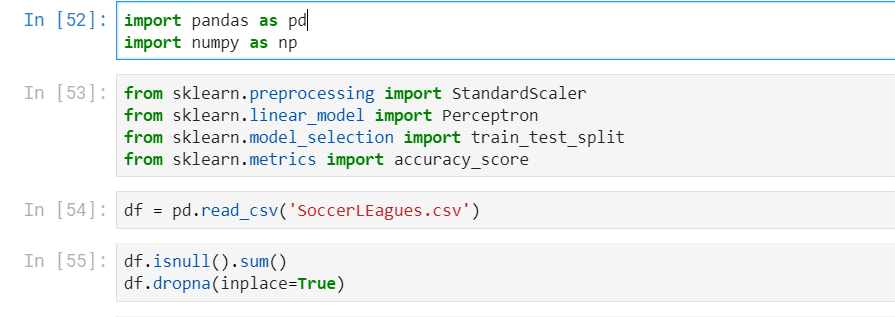 In [52]: import pandas as pd
import numpy as np
In [53]: from sklearn.preprocessing import StandardScaler
from sklearn.linear_model import Perceptron
from sklearn.model_selection import train_test_split
from sklearn.metrics import accuracy_score
In [54]: df = pd.read_csv('SoccerLEagues.csv')
In [55]: df.isnull().sum()
df.dropna(inplace=True)